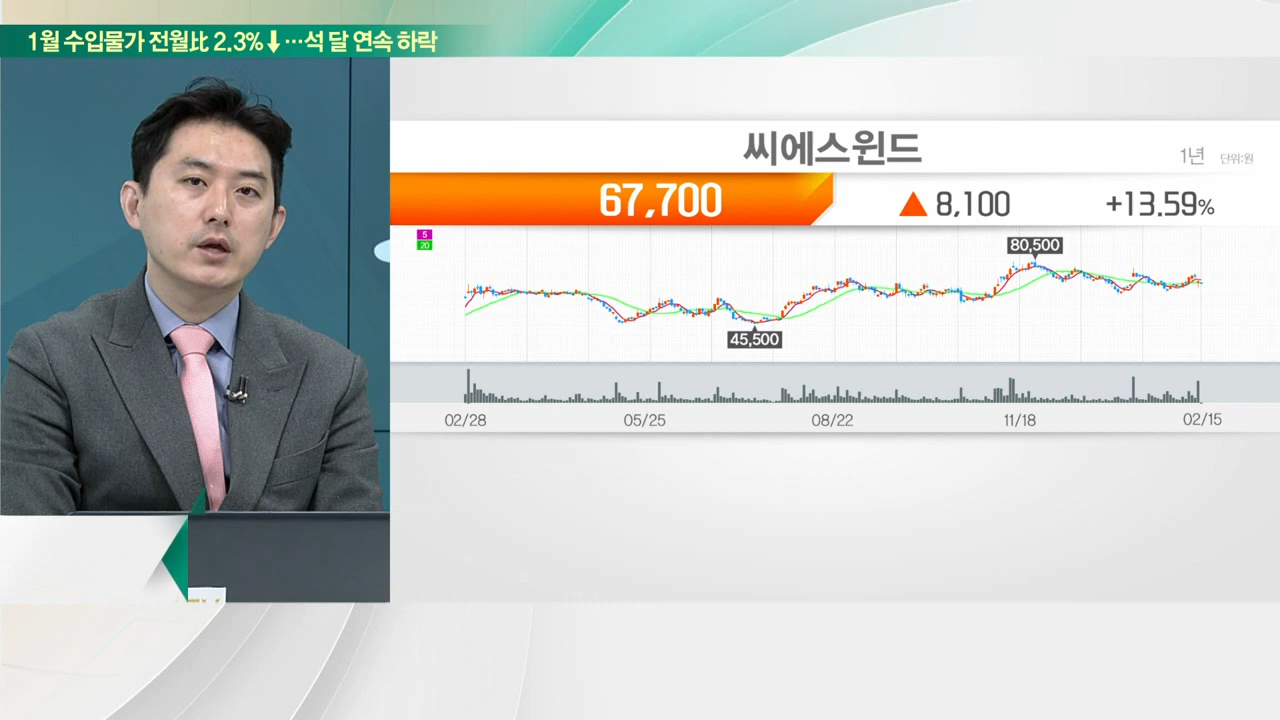 1월 수입물가 전월比 2.3%⬇…석 달 연속 하락
씨에스윈드
1년 단위:원
67,700 ▲ 8,100 +13.59%
5
20
80,500
45,500
02/28 05/25 08/22 11/18 02/15